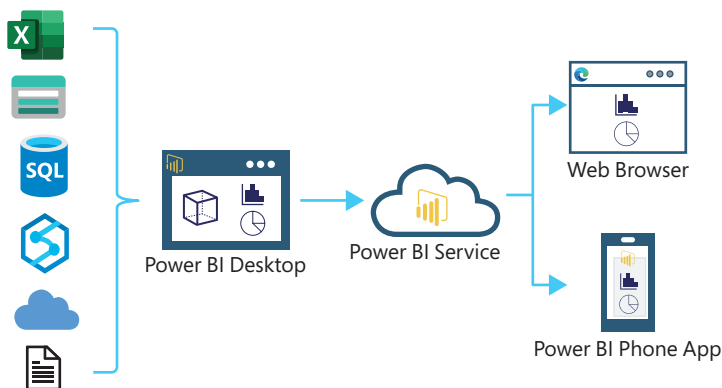 X
SQL
Power BI Desktop
Power BI Service
Web Browser
Power BI Phone App